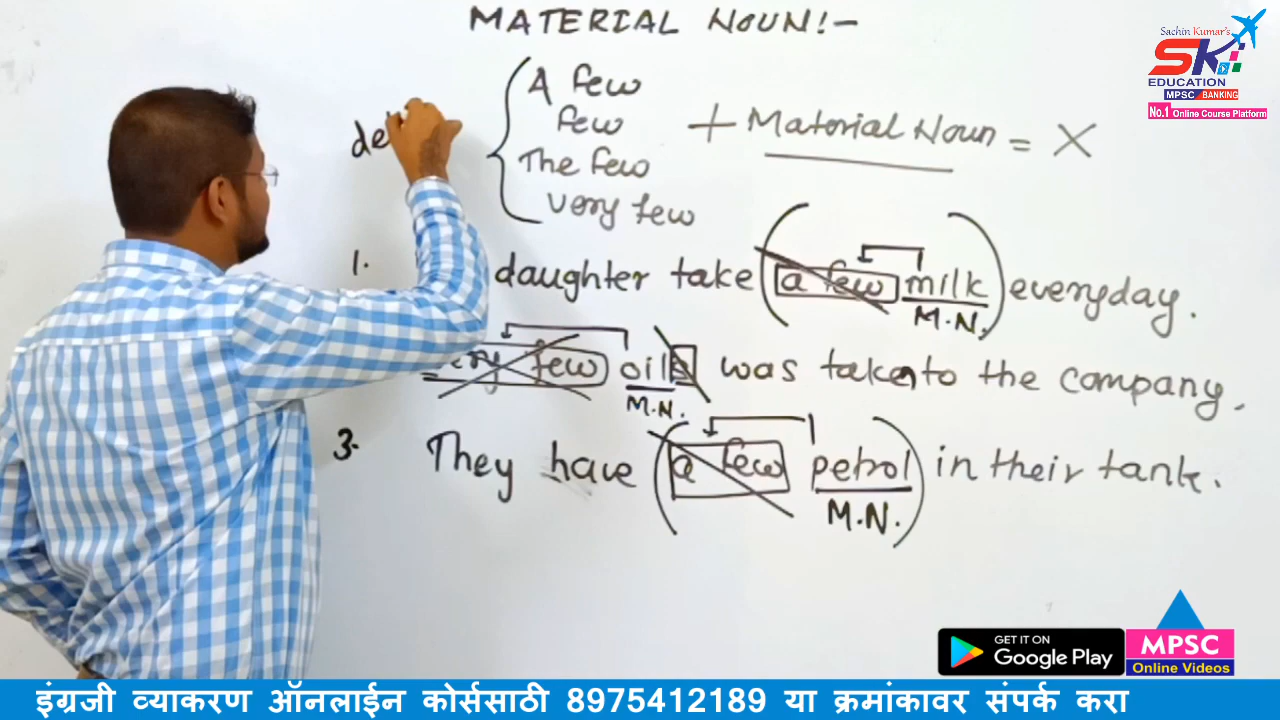 MATERIAL NOUN!-
Sachin Kumar's
SK
EDUCATION
MPSC BANKING
No.1 Online Course Platform
A few
few
The few
very few
+ Material Noun = X
de
1. daughter take (a few milk) everyday.
M.N.
few oils was taken to the company.
M.N.
3. They have (a few petrol) in their tank.
M.N.
GET IT ON
Google Play
MPSC
Online Videos
इंग्रजी व्याकरण ऑनलाईन कोर्ससाठी 8975412189 या क्रमांकावर संपर्क करा